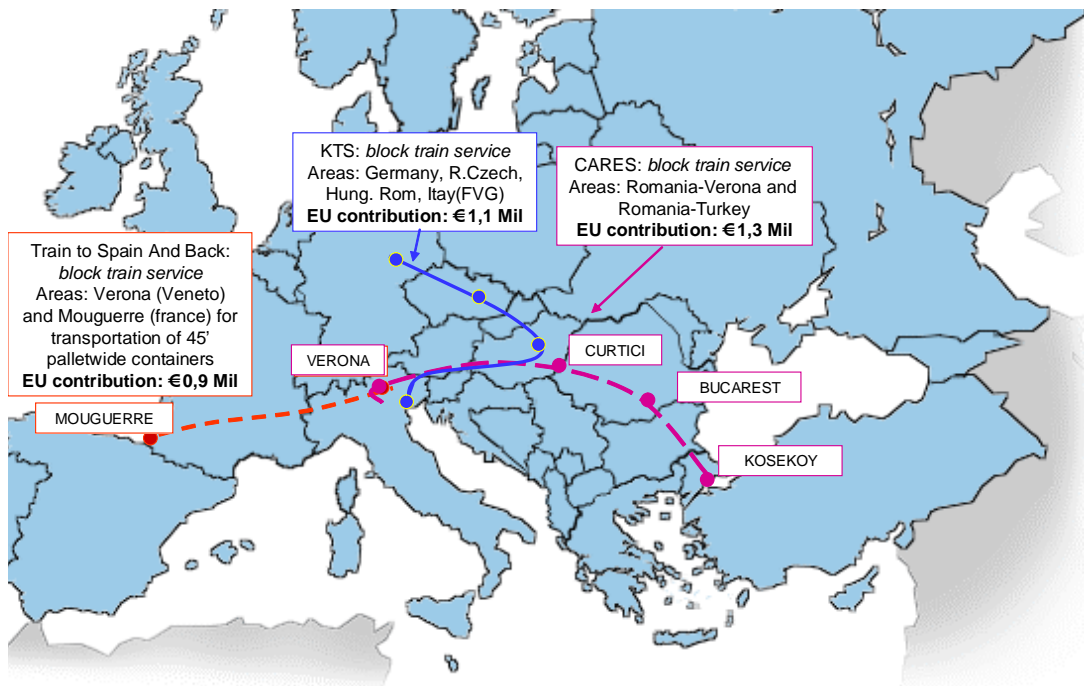 KTS: block train service
Areas: Germany, R.Czech,
Hung. Rom, Itay(FVG)
EU contribution: €1,1 Mil
CARES: block train service
Areas: Romania-Verona and
Romania-Turkey
EU contribution: €1,3 Mil
Train to Spain And Back:
block train service
Areas: Verona (Veneto)
and Mouguerre (france) for
transportation of 45'
palletwide containers
EU contribution: €0,9 Mil
VERONA
CURTICI
BUCAREST
MOUGUERRE
KOSEKOY